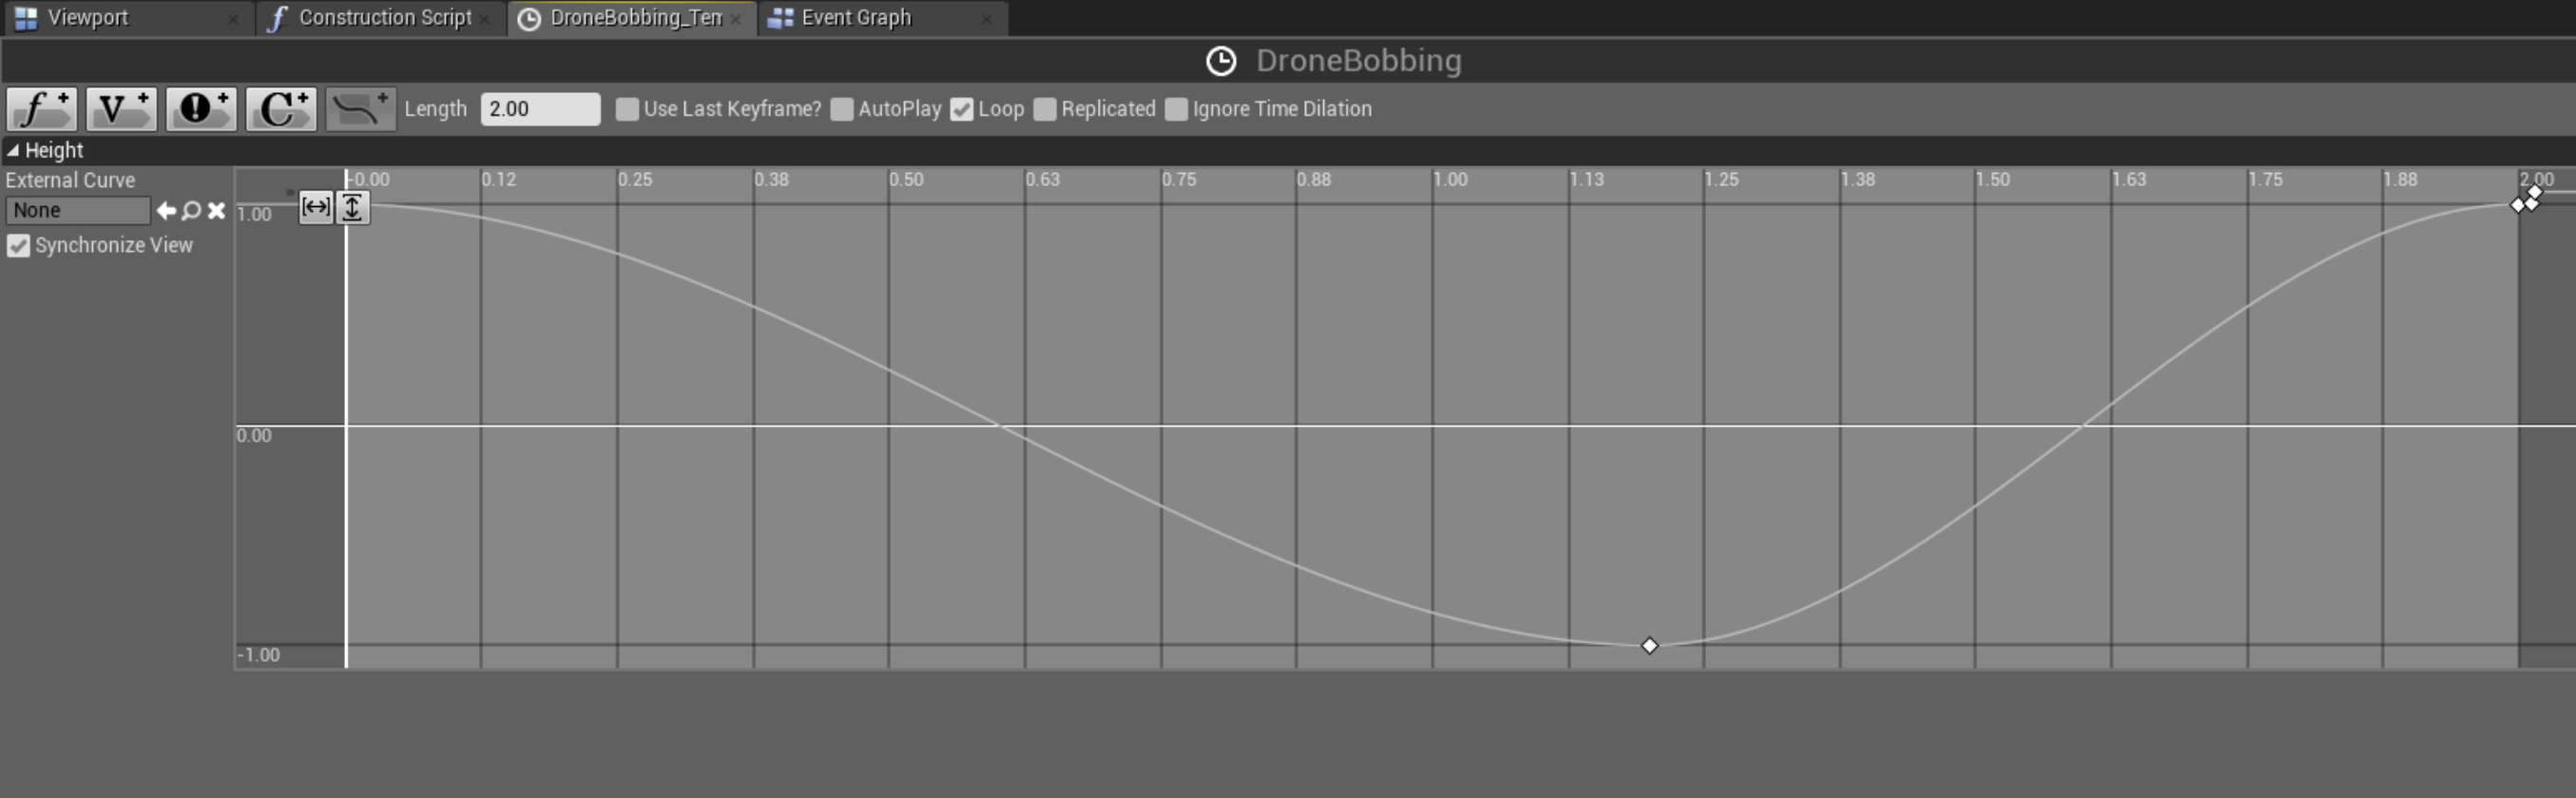 Viewport Construction Script DroneBobbing_Tem Event Graph
DroneBobbing
Length 2.00 Use Last Keyframe? AutoPlay Loop Replicated Ignore Time Dilation
Height
External Curve
None
Synchronize View
-0.00 0.12 0.25 0.38 0.50 0.63 0.75 0.88 1.00 1.13 1.25 1.38 1.50 1.63 1.75 1.88 2.00
1.00
0.00
-1.00